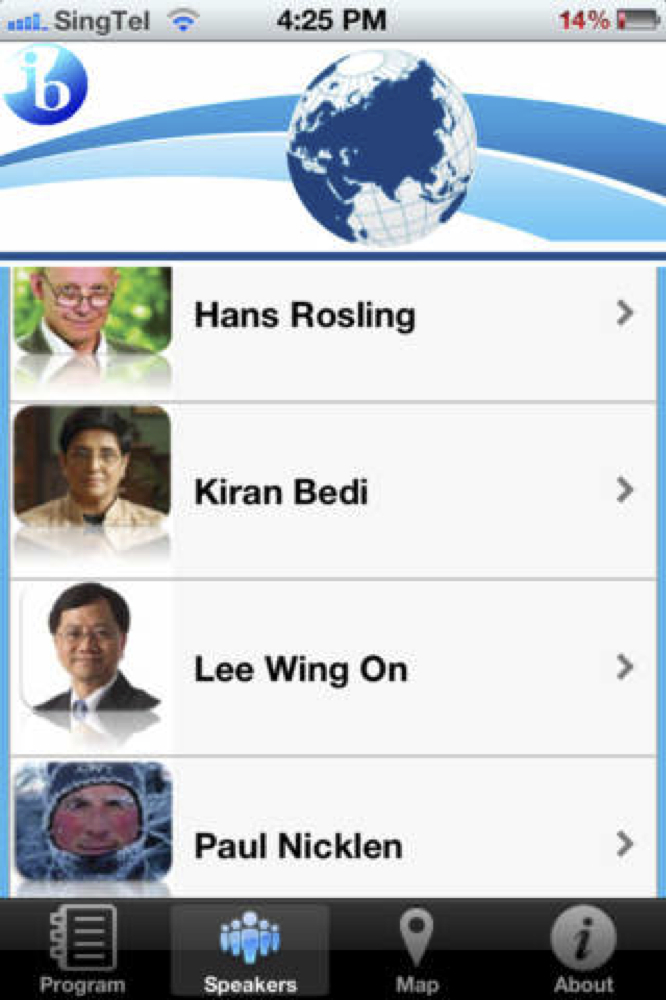 SingTel 4:25 PM 14%
ib
Hans Rosling
Kiran Bedi
Lee Wing On
Paul Nicklen
Program Speakers Map About